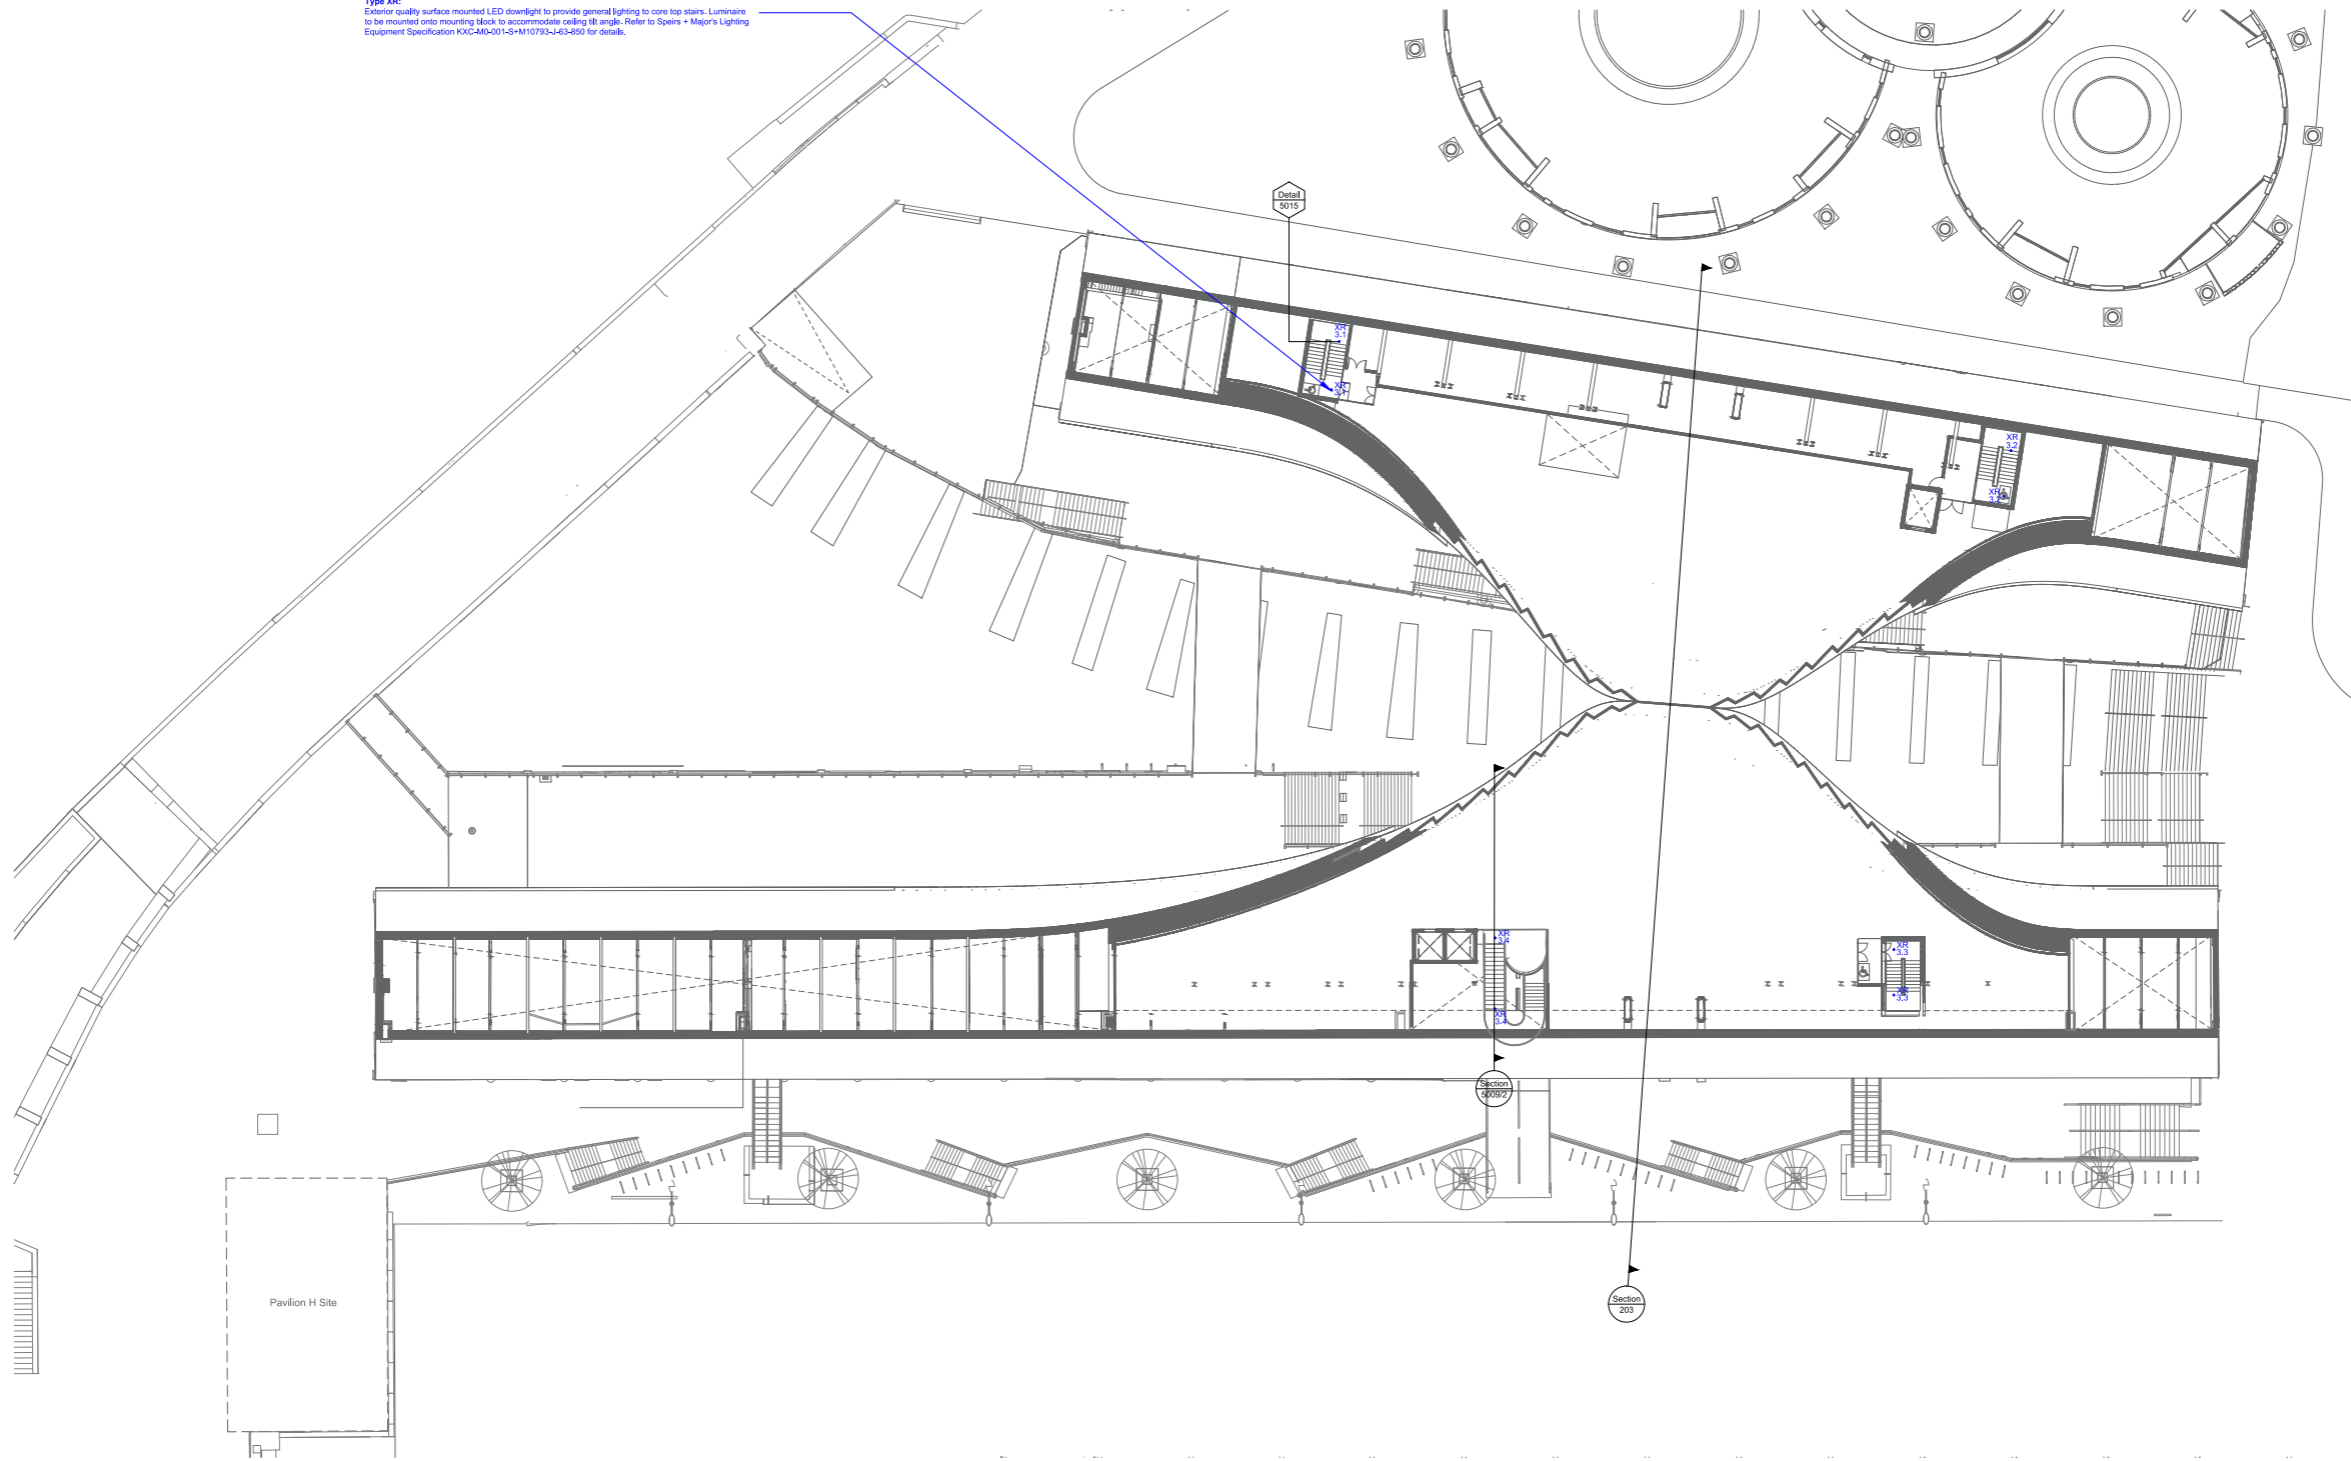 Type XR:
Exterior quality surface mounted LED downlight to provide general lighting to core top stairs. Luminaire
to be mounted onto mounting block to accommodate ceiling tilt angle. Refer to Speirs + Major's Lighting
Equipment Specification KXC-M0-001-S+M10793-J-63-850 for details.
Detail
5015
XR
3.1
XR
3.1
XR
3.2
XR
3.2
XR
3.4
XR
3.3
XR
3.3
XR
3.4
Section
5009/2
Pavilion H Site
Section
203